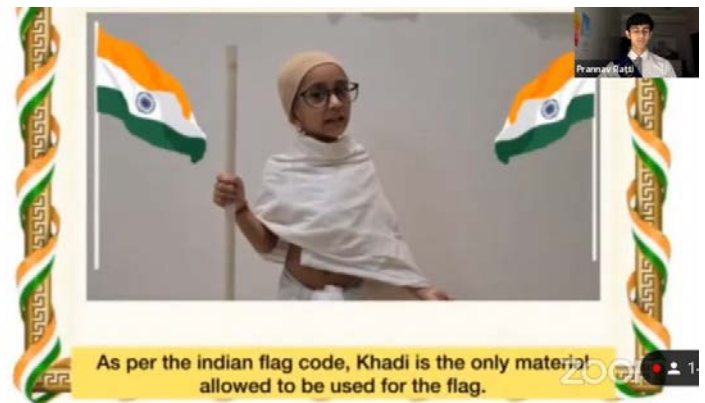 Prannav Ratti
As per the indian flag code, Khadi is the only material
allowed to be used for the flag.
zoom
1-